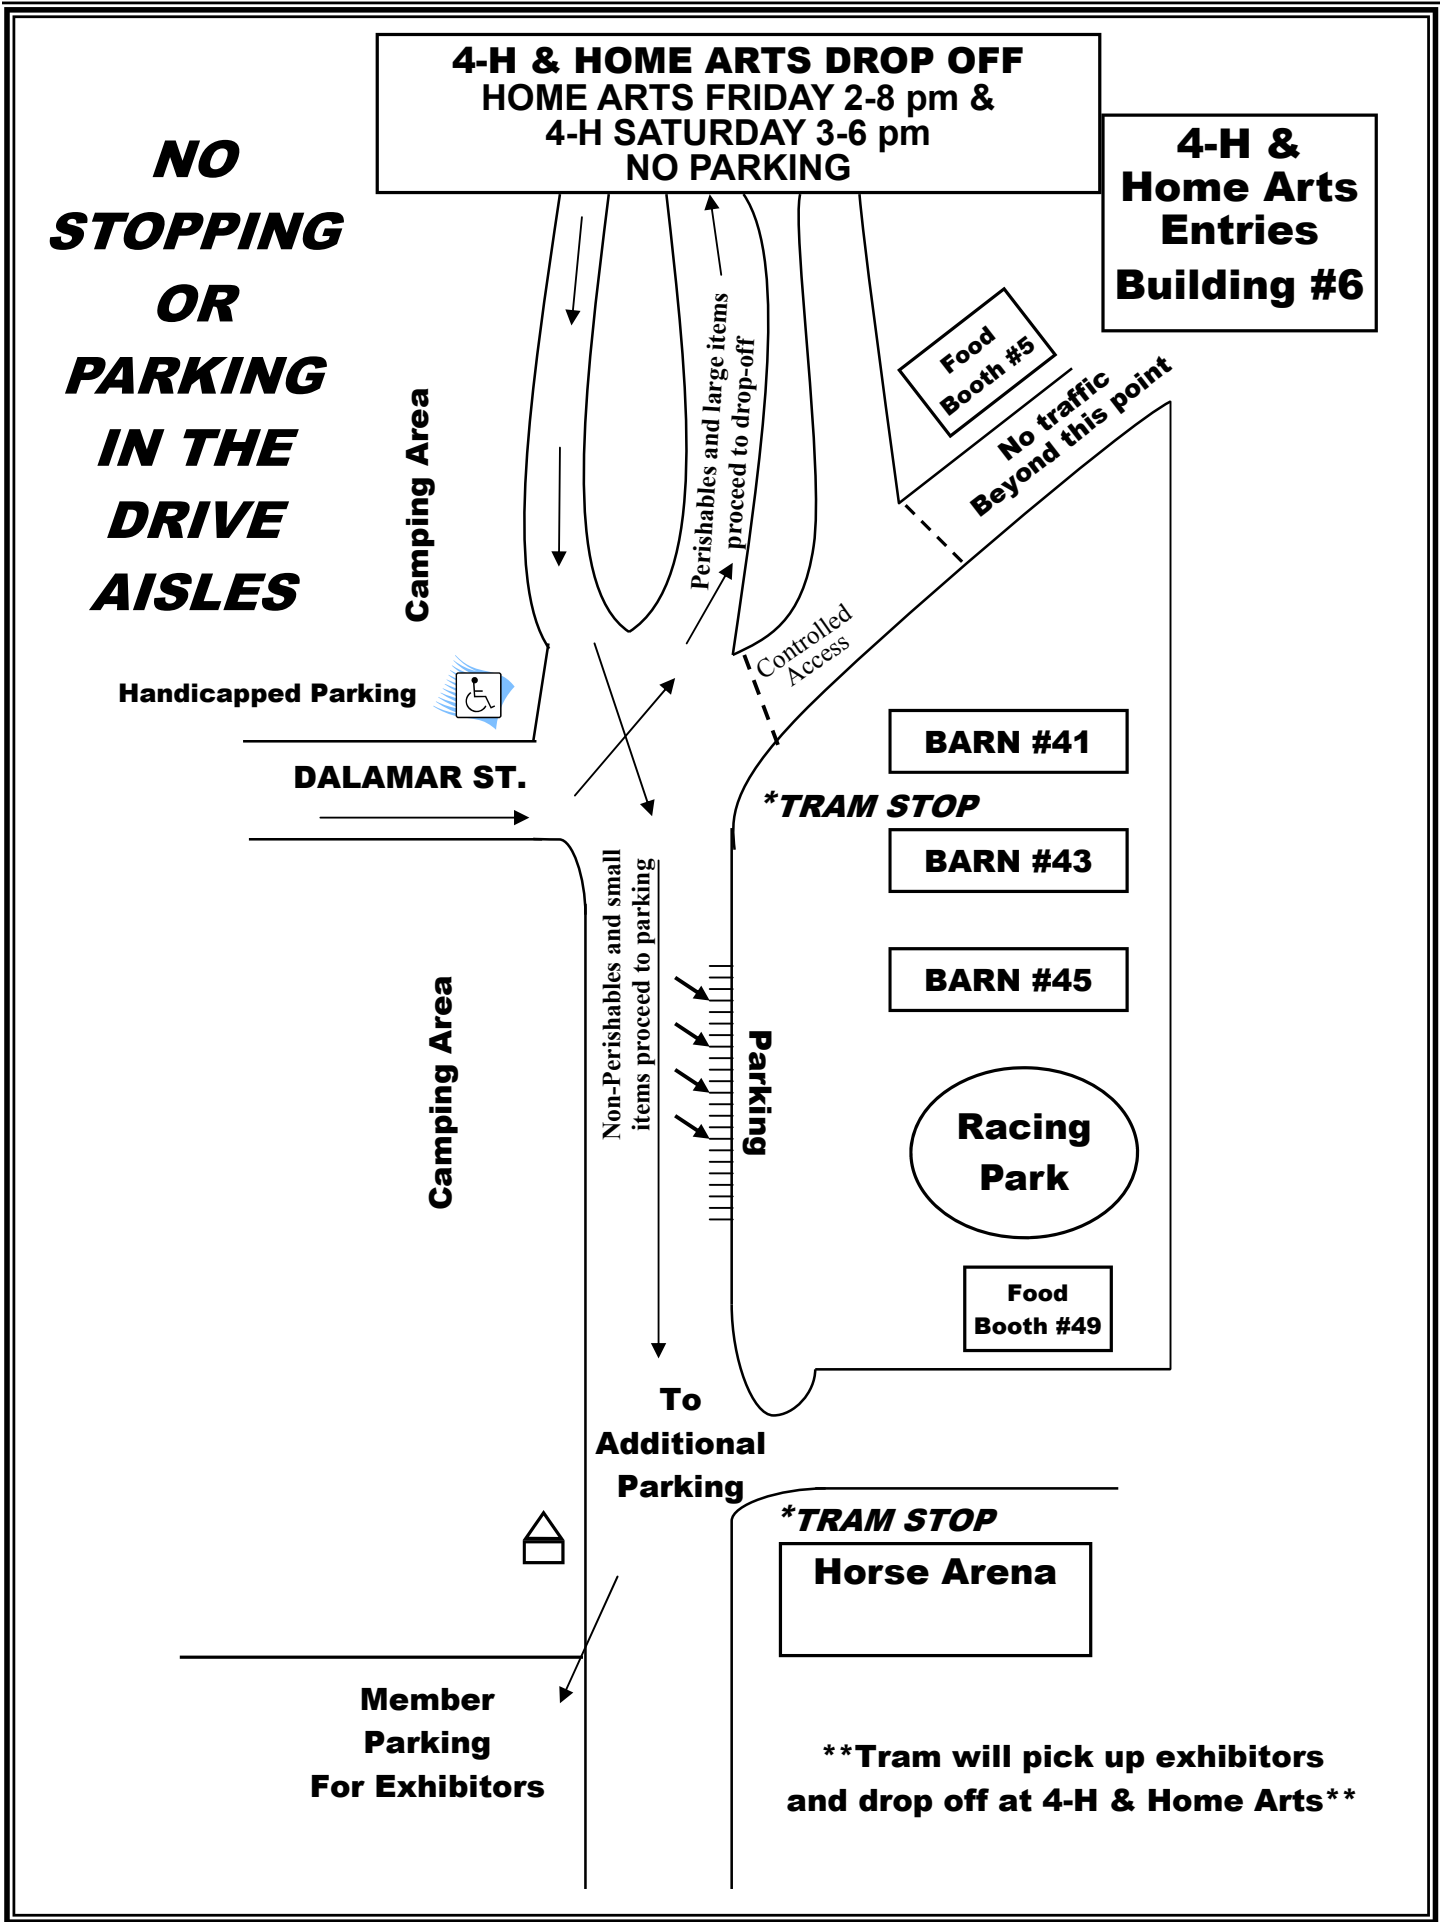 4-H & HOME ARTS DROP OFF
HOME ARTS FRIDAY 2-8 pm &
4-H SATURDAY 3-6 pm
NO PARKING
4-H &
Home Arts
Entries
Building #6
NO
STOPPING
OR
PARKING
IN THE
DRIVE
AISLES
Camping Area
Perishables and large items
proceed to drop-off
Food
Booth #5
No traffic
Beyond this point
Controlled
Access
Handicapped Parking
DALAMAR ST.
BARN #41
*TRAM STOP
BARN #43
BARN #45
Non-Perishables and small
items proceed to parking
Parking
Camping Area
Racing
Park
Food
Booth #49
To
Additional
Parking
*TRAM STOP
Horse Arena
Member
Parking
For Exhibitors
**Tram will pick up exhibitors
and drop off at 4-H & Home Arts**